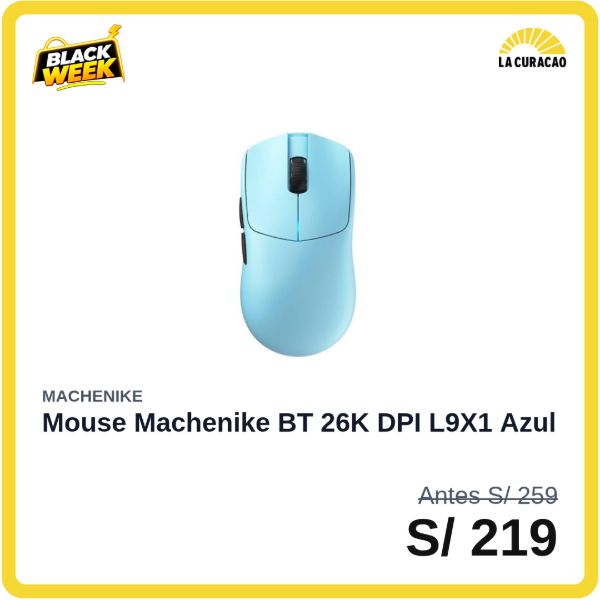 BLACK
WEEK
LA CURACAO
MACHENIKE
Mouse Machenike BT 26K DPI L9X1 Azul
Antes S/ 259
S/ 219